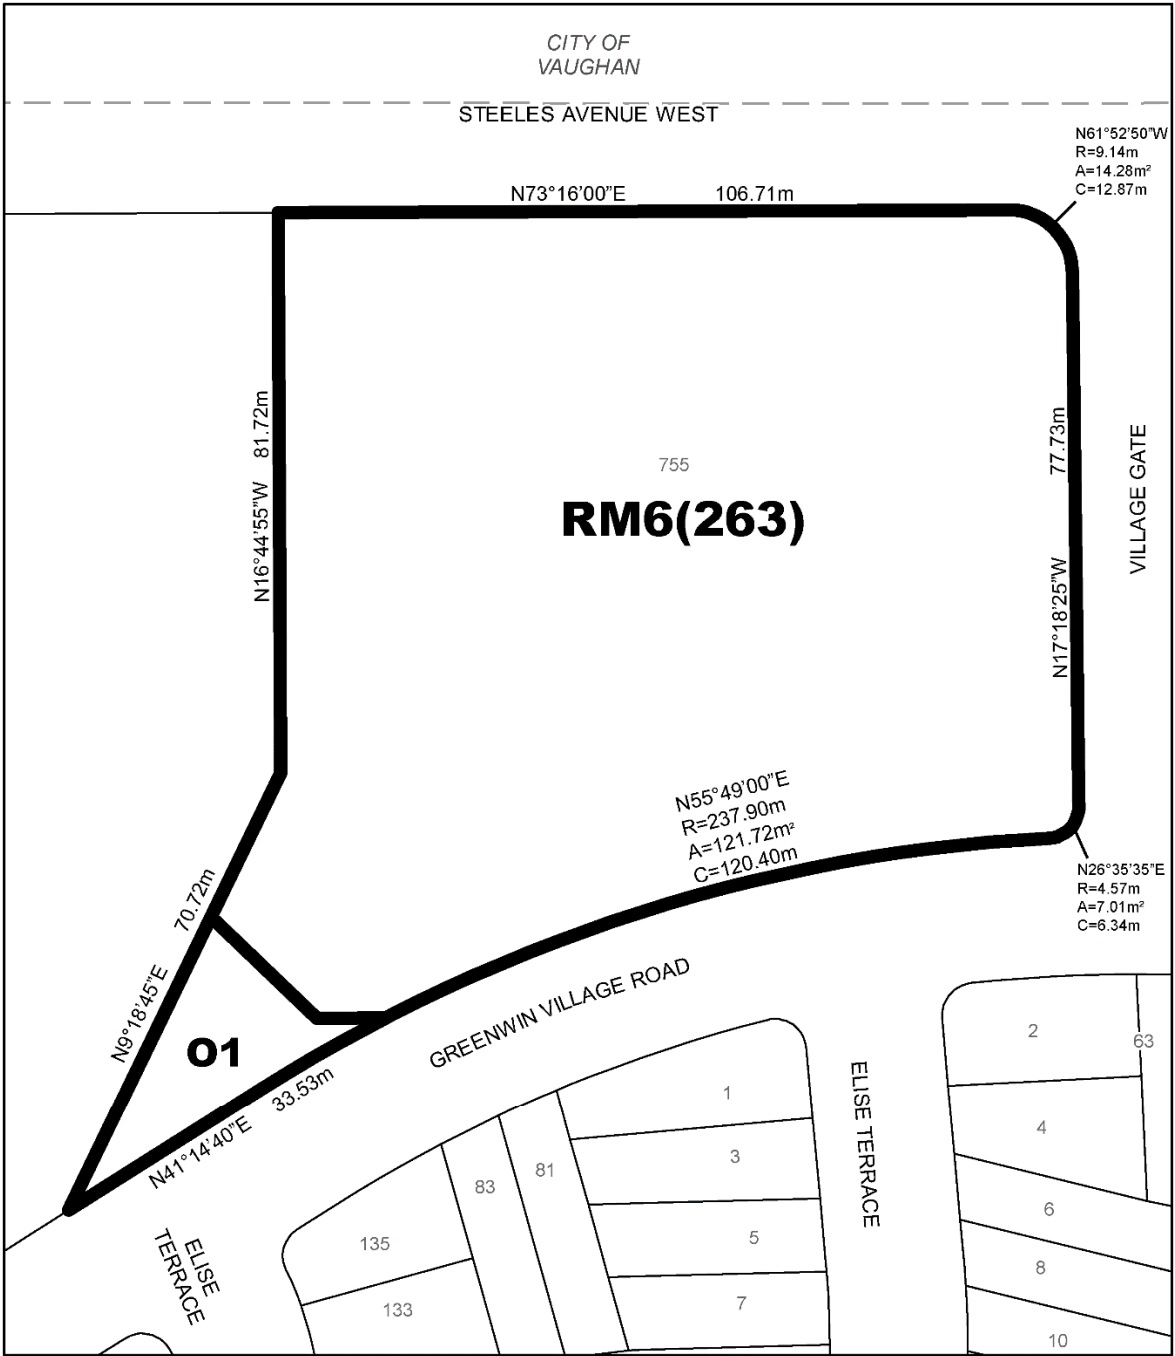 CITY OF
VAUGHAN
STEELES AVENUE WEST
N61°52'50"W
R=9.14m
A=14.28m²
C=12.87m
N73°16'00"E 106.71m
N16°44'55"W 81.72m
755
RM6(263)
77.73m
N17°18'25"W
VILLAGE GATE
N55°49'00"E
R=237.90m
A=121.72m²
C=120.40m
N26°35'35"E
R=4.57m
A=7.01m²
C=6.34m
N9°18'45"E 70.72m
O1
N41°14'40"E 33.53m
GREENWIN VILLAGE ROAD
ELISE TERRACE
ELISE
TERRACE
2
63
1
4
3
81
83
6
5
135
8
7
133
10